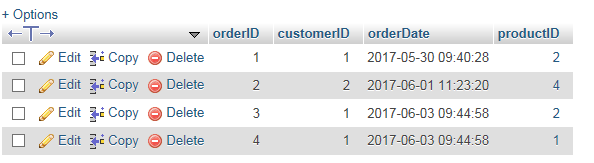 + Options
←T→ ▼ orderID customerID orderDate productID
Edit Copy Delete 1 1 2017-05-30 09:40:28 2
Edit Copy Delete 2 2 2017-06-01 11:23:20 4
Edit Copy Delete 3 1 2017-06-03 09:44:58 2
Edit Copy Delete 4 1 2017-06-03 09:44:58 1